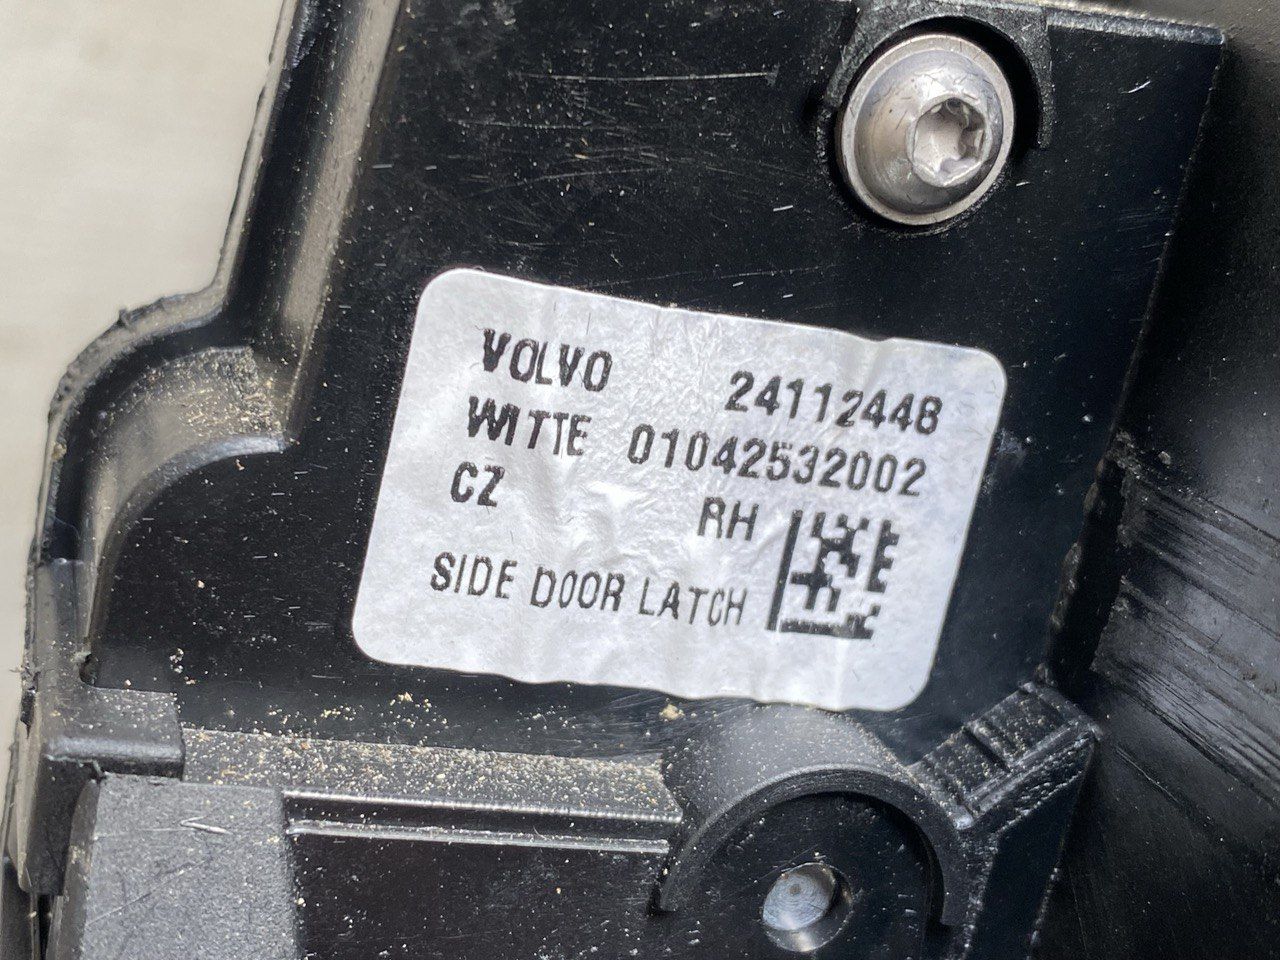 VOLVO 24112448
WITTE 01042532002
CZ RH
SIDE DOOR LATCH